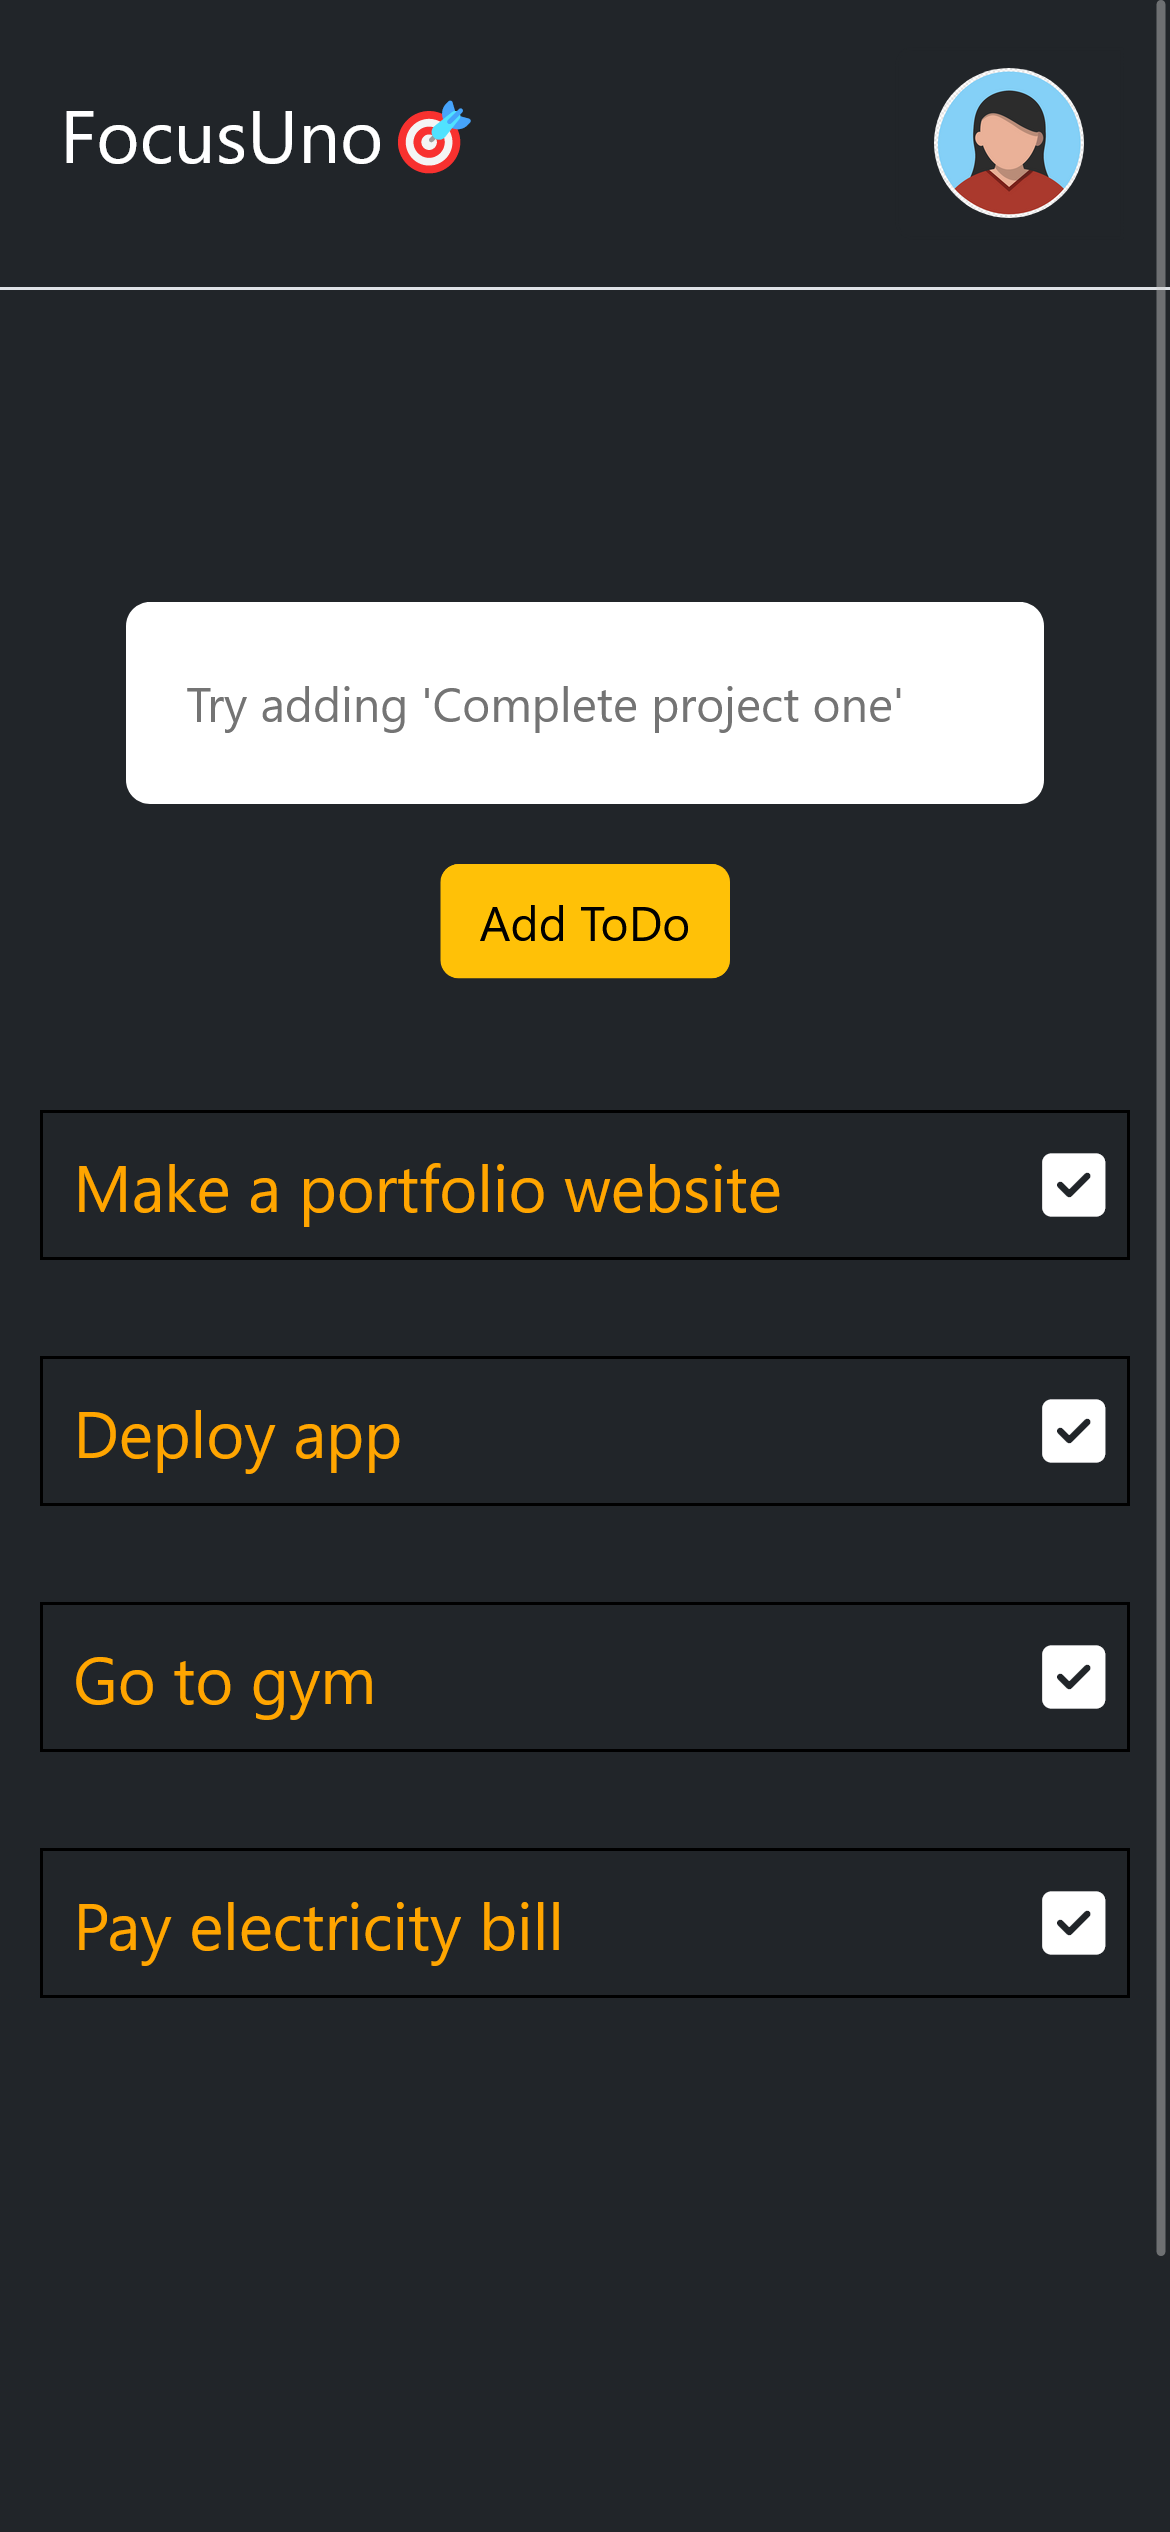 FocusUno 🎯
Try adding 'Complete project one'
Add ToDo
Make a portfolio website
Deploy app
Go to gym
Pay electricity bill